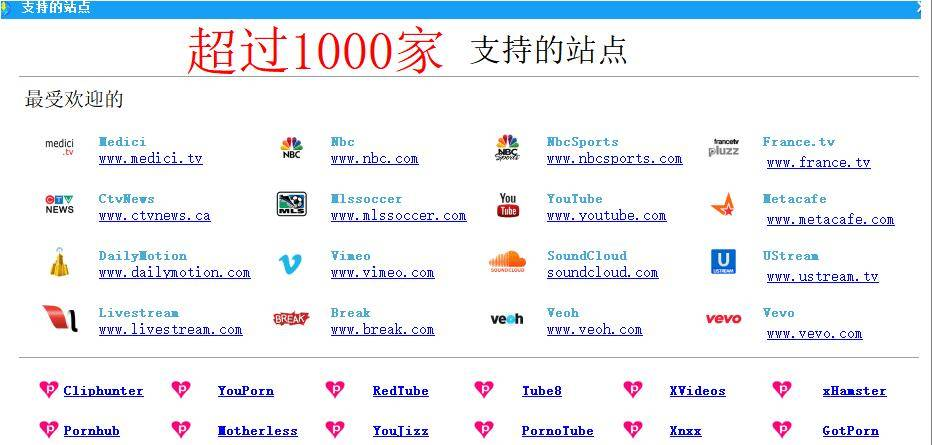 支持的站点
超过1000家 支持的站点
最受欢迎的
medici .tv Medici NBC Nbc NBC Sports NbcSports francetv pluzz France.tv
www.medici.tv www.nbc.com www.nbcsports.com www.france.tv
CTV NEWS CtvNews MLS Mlssoccer You Tube YouTube Metacafe
www.ctvnews.ca www.mlssoccer.com www.youtube.com www.metacafe.com
DailyMotion Vimeo SOUNDCLOUD SoundCloud USTREAM UStream
www.dailymotion.com www.vimeo.com soundcloud.com www.ustream.tv
Livestream BREAK Break veoh Veoh vevo Vevo
www.livestream.com www.break.com www.veoh.com www.vevo.com
Cliphunter YouPorn RedTube Tube8 XVideos xHamster
Pornhub Motherless YouJizz PornoTube Xnxx GotPorn